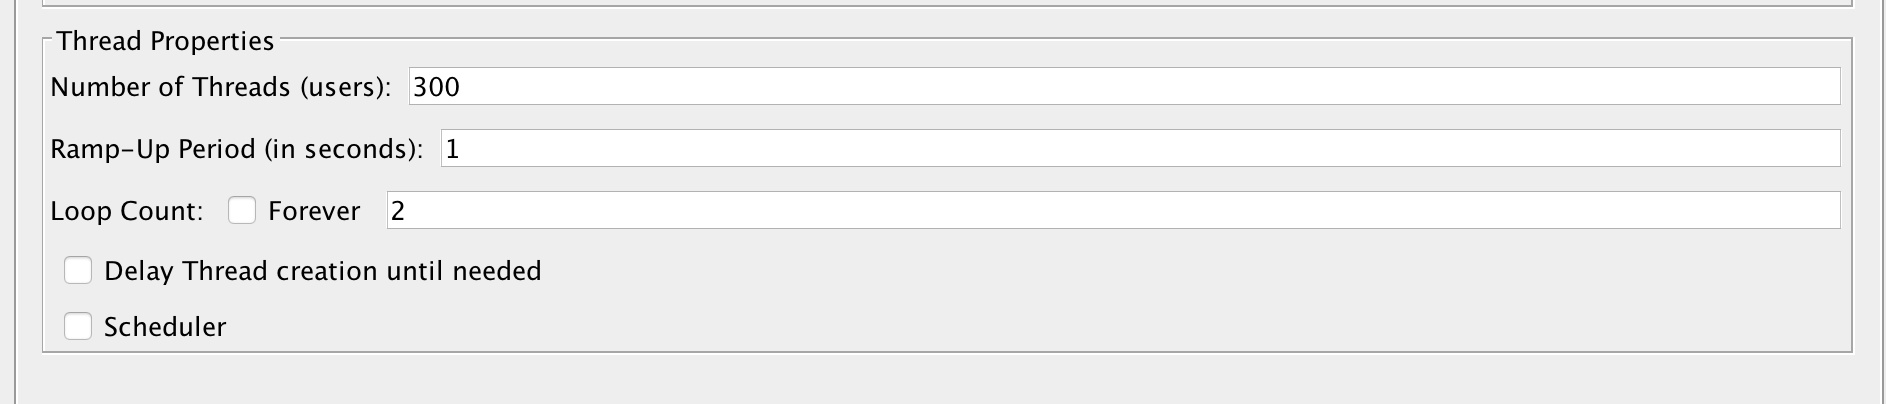 Thread Properties
Number of Threads (users): 300
Ramp-Up Period (in seconds): 1
Loop Count: Forever 2
Delay Thread creation until needed
Scheduler